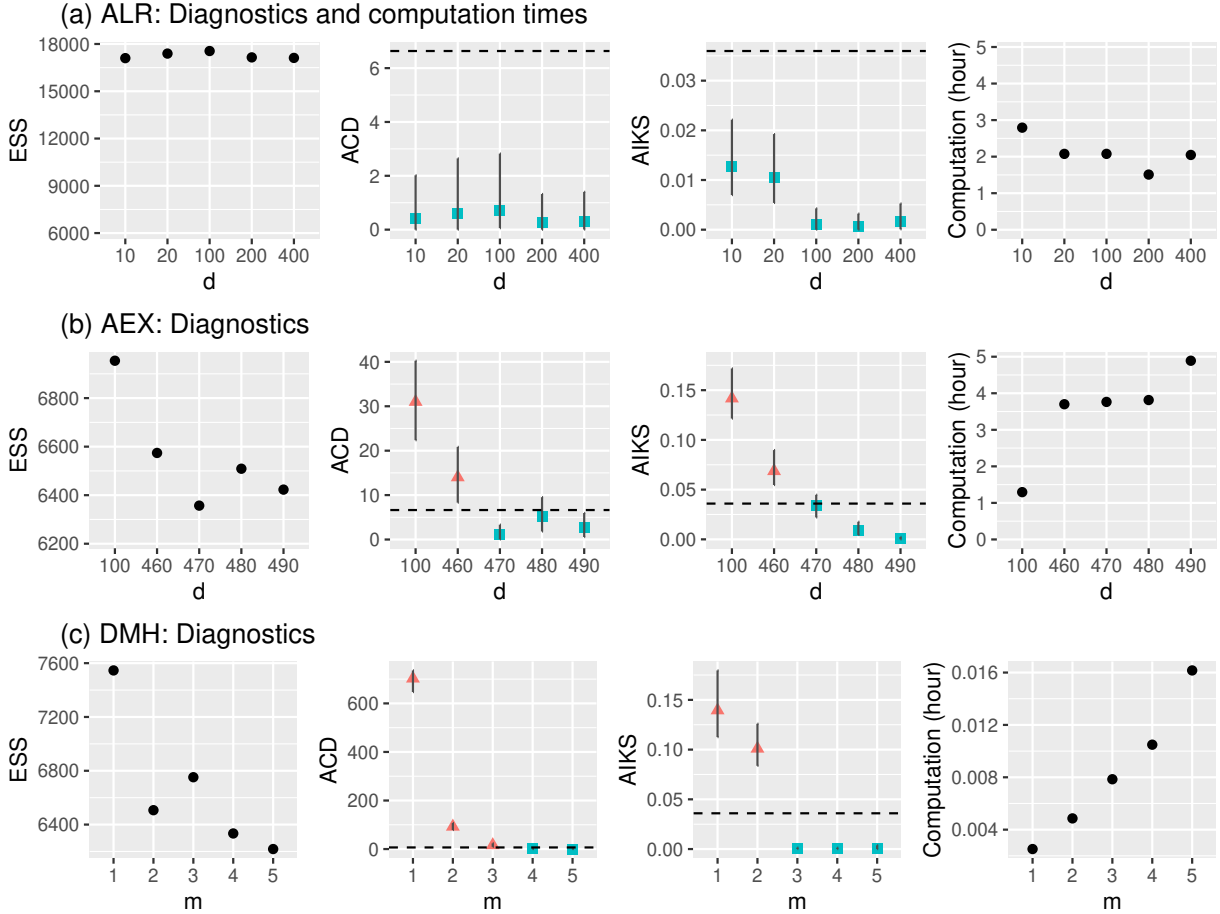 (a) ALR: Diagnostics and computation times
ESS
18000
15000
12000
9000
6000
10 20 100 200 400
d
ACD
6
4
2
0
10 20 100 200 400
d
AIKS
0.03
0.02
0.01
0.00
10 20 100 200 400
d
Computation (hour)
5
4
3
2
1
0
10 20 100 200 400
d
(b) AEX: Diagnostics
ESS
6800
6600
6400
6200
100 460 470 480 490
d
ACD
40
30
20
10
0
100 460 470 480 490
d
AIKS
0.15
0.10
0.05
0.00
100 460 470 480 490
d
Computation (hour)
5
4
3
2
1
0
100 460 470 480 490
d
(c) DMH: Diagnostics
ESS
7600
7200
6800
6400
1 2 3 4 5
m
ACD
600
400
200
0
1 2 3 4 5
m
AIKS
0.15
0.10
0.05
0.00
1 2 3 4 5
m
Computation (hour)
0.016
0.012
0.008
0.004
1 2 3 4 5
m